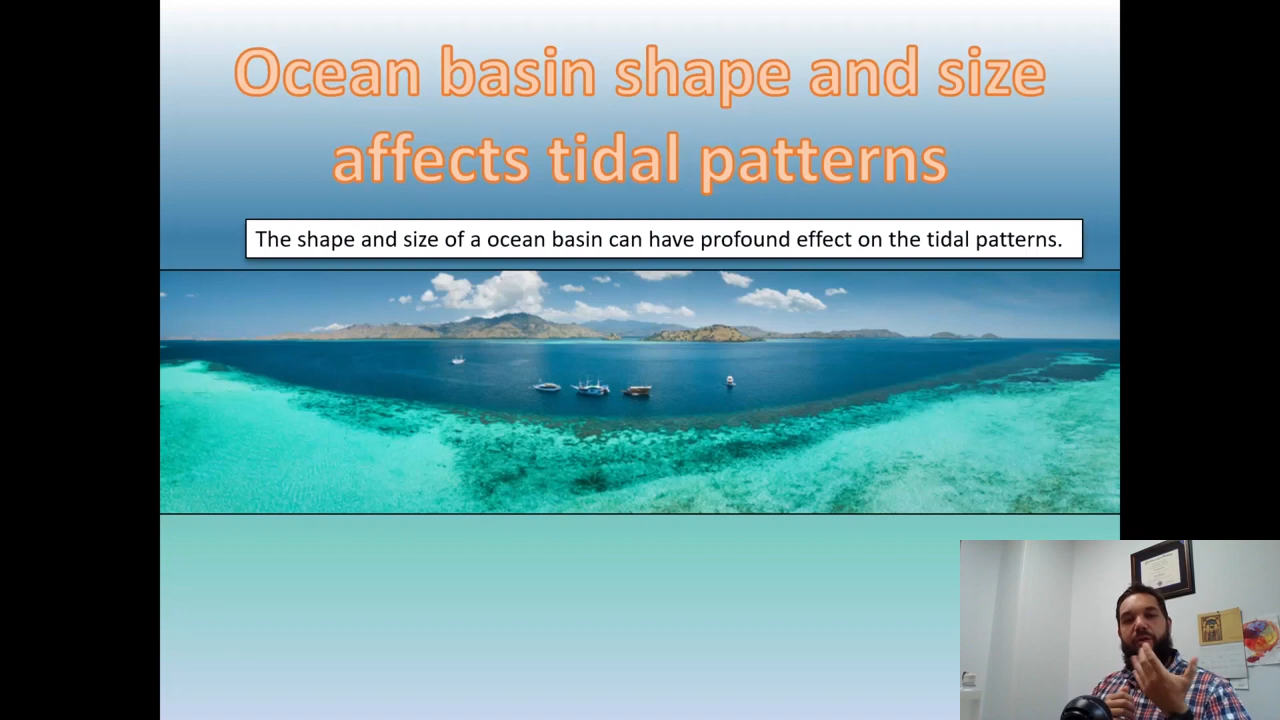 Ocean basin shape and size
affects tidal patterns
The shape and size of a ocean basin can have profound effect on the tidal patterns.